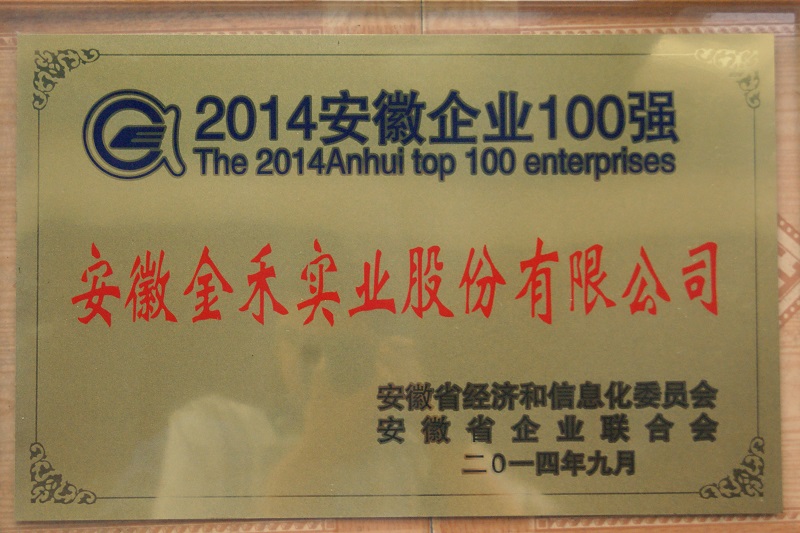 2014安徽企业100强
The 2014Anhui top 100 enterprises
安徽金禾实业股份有限公司
安徽省经济和信息化委员会
安徽省企业联合会
二0一四年九月